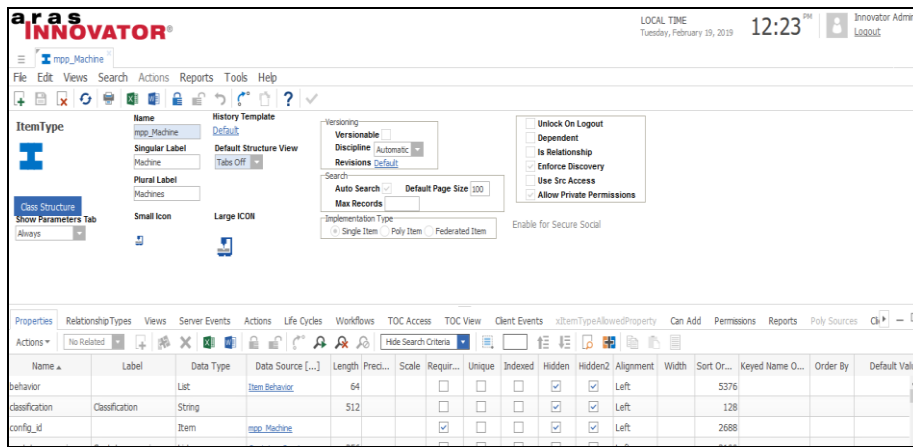 aras
INNOVATOR®
LOCAL TIME
Tuesday, February 19, 2019
12:23 PM
Innovator Admin
Logout
mpp_Machine
File Edit Views Search Actions Reports Tools Help
ItemType
Name
mpp_Machine
Singular Label
Machine
Plural Label
Machines
Small Icon
History Template
Default
Default Structure View
Tabs Off
Large ICON
Class Structure
Show Parameters Tab
Always
Versioning
Versionable
Discipline Automatic
Revisions Default
Search
Auto Search Default Page Size 100
Max Records
Implementation Type
Single Item Poly Item Federated Item
Unlock On Logout
Dependent
Is Relationship
Enforce Discovery
Use Src Access
Allow Private Permissions
Enable for Secure Social
Properties RelationshipTypes Views Server Events Actions Life Cycles Workflows TOC Access TOC View Client Events xItemTypeAllowedProperty Can Add Permissions Reports Poly Sources
Actions No Related Hide Search Criteria
Name Label Data Type Data Source [...] Length Preci... Scale Requir... Unique Indexed Hidden Hidden2 Alignment Width Sort Or... Keyed Name O... Order By Default Valu
behavior List Item Behavior 64 Left 5376
classification Classification String 512 Left 128
config_id Item mpp_Machine Left 2688